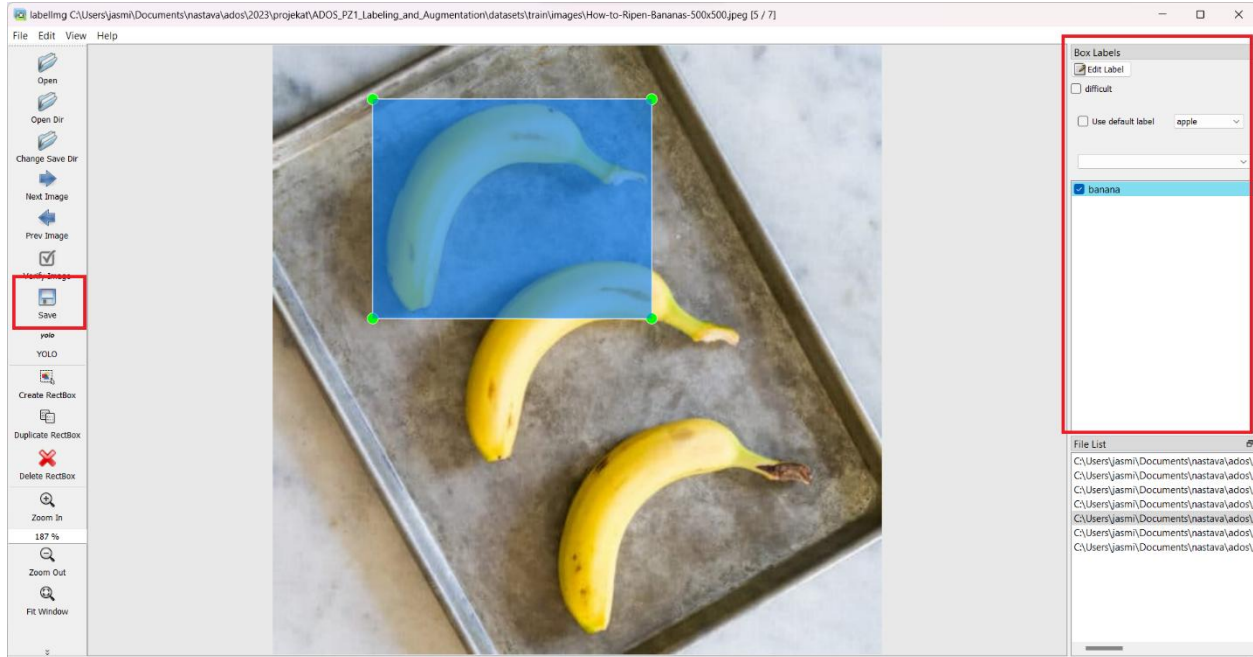 labelImg C:\Users\jasmi\Documents\nastava\ados\2023\projekat\ADOS_PZ1_Labeling_and_Augmentation\datasets\train\images\How-to-Ripen-Bananas-500x500.jpeg [5 / 7]
File Edit View Help
Open
Open Dir
Change Save Dir
Next Image
Prev Image
Verify Image
Save
yolo
YOLO
Create RectBox
Duplicate RectBox
Delete RectBox
Zoom In
187 %
Zoom Out
Fit Window
Box Labels
Edit Label
difficult
Use default label apple
banana
File List
C:\Users\jasmi\Documents\nastava\ados\
C:\Users\jasmi\Documents\nastava\ados\
C:\Users\jasmi\Documents\nastava\ados\
C:\Users\jasmi\Documents\nastava\ados\
C:\Users\jasmi\Documents\nastava\ados\
C:\Users\jasmi\Documents\nastava\ados\
C:\Users\jasmi\Documents\nastava\ados\